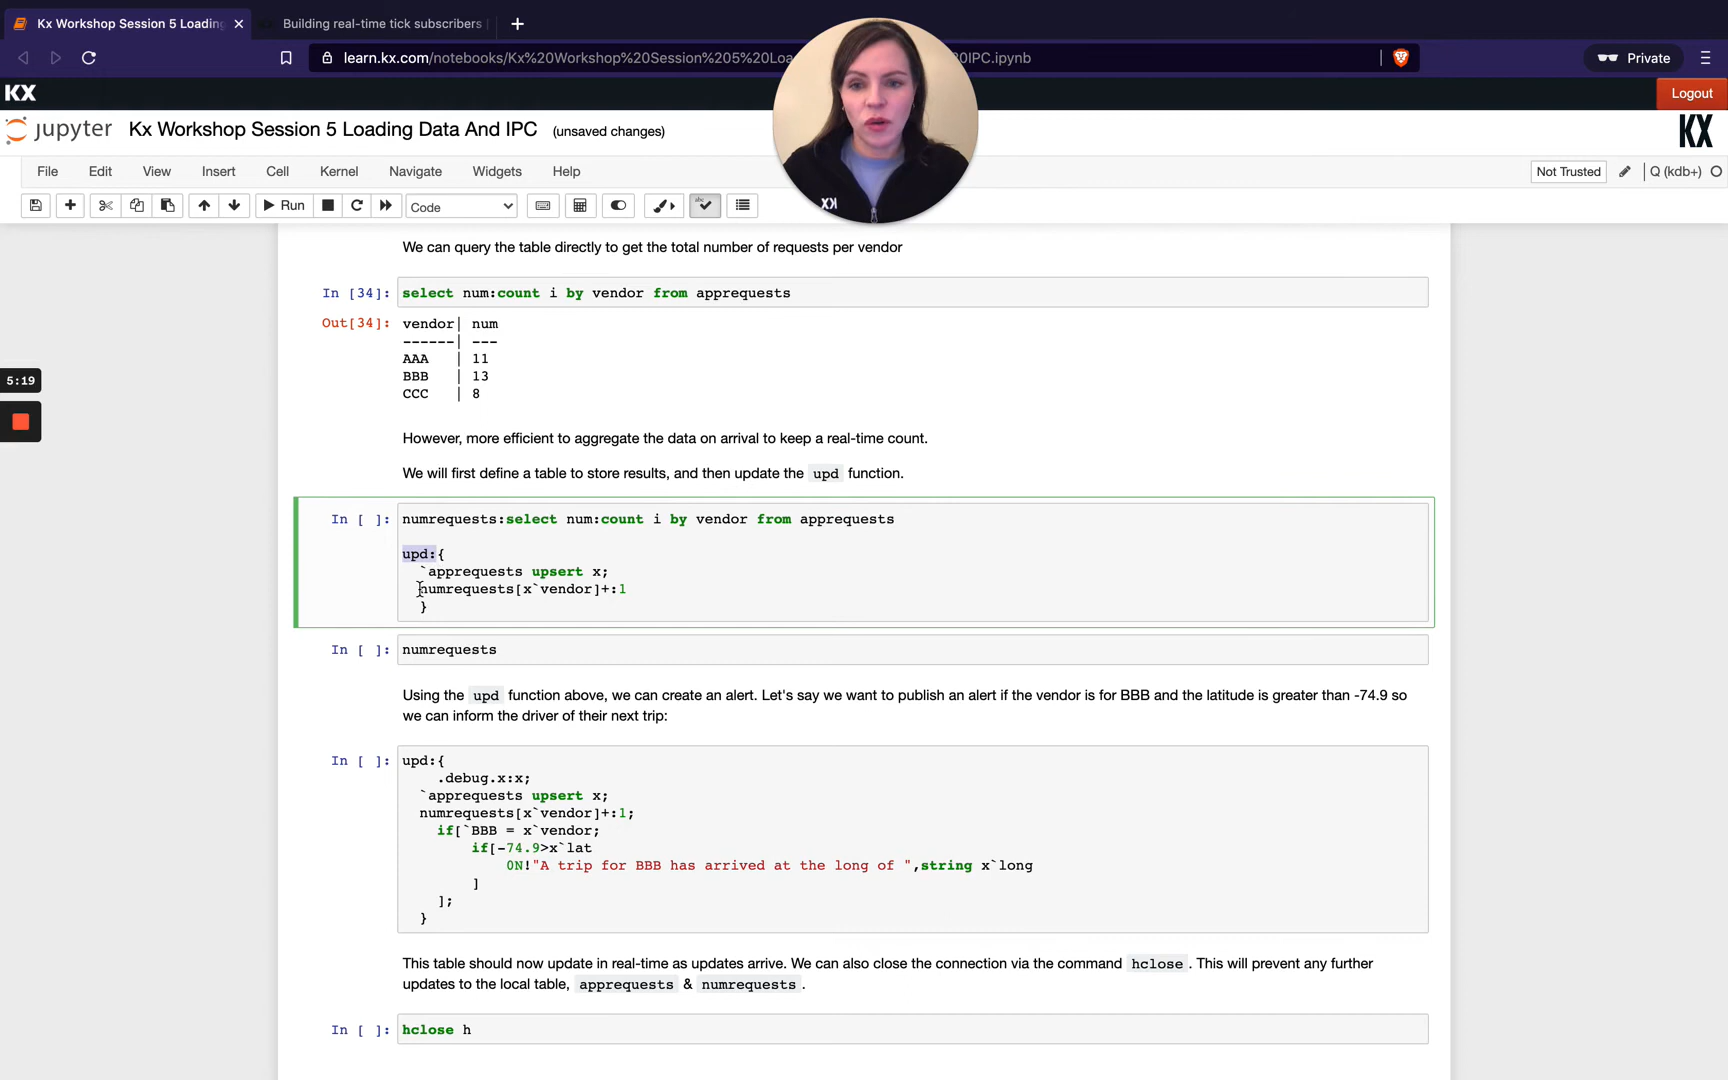 Kx Workshop Session 5 Loading
Building real-time tick subscribers
learn.kx.com/notebooks/Kx%20Workshop%20Session%205%20Loa
20IPC.ipynb
Private
KX
Logout
jupyter Kx Workshop Session 5 Loading Data And IPC (unsaved changes)
KX
File Edit View Insert Cell Kernel Navigate Widgets Help
Not Trusted
Q (kdb+)
Run
Code
KX
We can query the table directly to get the total number of requests per vendor
In [34]: select num:count i by vendor from apprequests
Out[34]: vendor| num
------| ---
AAA | 11
BBB | 13
CCC | 8
5:19
However, more efficient to aggregate the data on arrival to keep a real-time count.
We will first define a table to store results, and then update the upd function.
In [ ]: numrequests:select num:count i by vendor from apprequests
upd:{
`apprequests upsert x;
numrequests[x`vendor]+:1
}
In [ ]: numrequests
Using the upd function above, we can create an alert. Let's say we want to publish an alert if the vendor is for BBB and the latitude is greater than -74.9 so
we can inform the driver of their next trip:
In [ ]: upd:{
.debug.x:x;
`apprequests upsert x;
numrequests[x`vendor]+:1;
if[`BBB = x`vendor;
if[-74.9>x`lat
0N!"A trip for BBB has arrived at the long of ",string x`long
]
];
}
This table should now update in real-time as updates arrive. We can also close the connection via the command hclose. This will prevent any further
updates to the local table, apprequests & numrequests.
In [ ]: hclose h